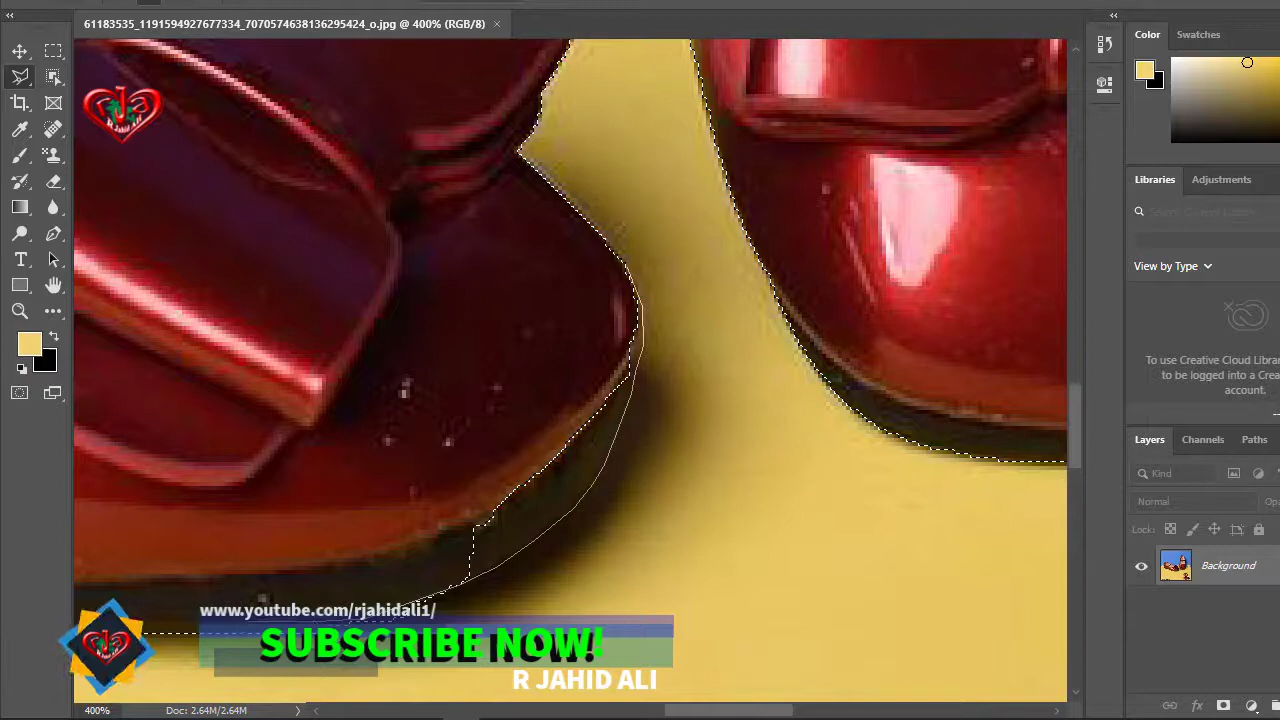 61183535_1191594927677334_7070574638136295424_o.jpg @ 400% (RGB/8)
Color
Swatches
Libraries
Adjustments
View by Type
To use Creative Cloud Librar
to be logged into a Crea
account.
Layers
Channels
Paths
Kind
Normal
Opa
Lock:
Background
fx
www.youtube.com/rjahidali1/
SUBSCRIBE NOW!
R JAHID ALI
400%
Doc: 2.64M/2.64M